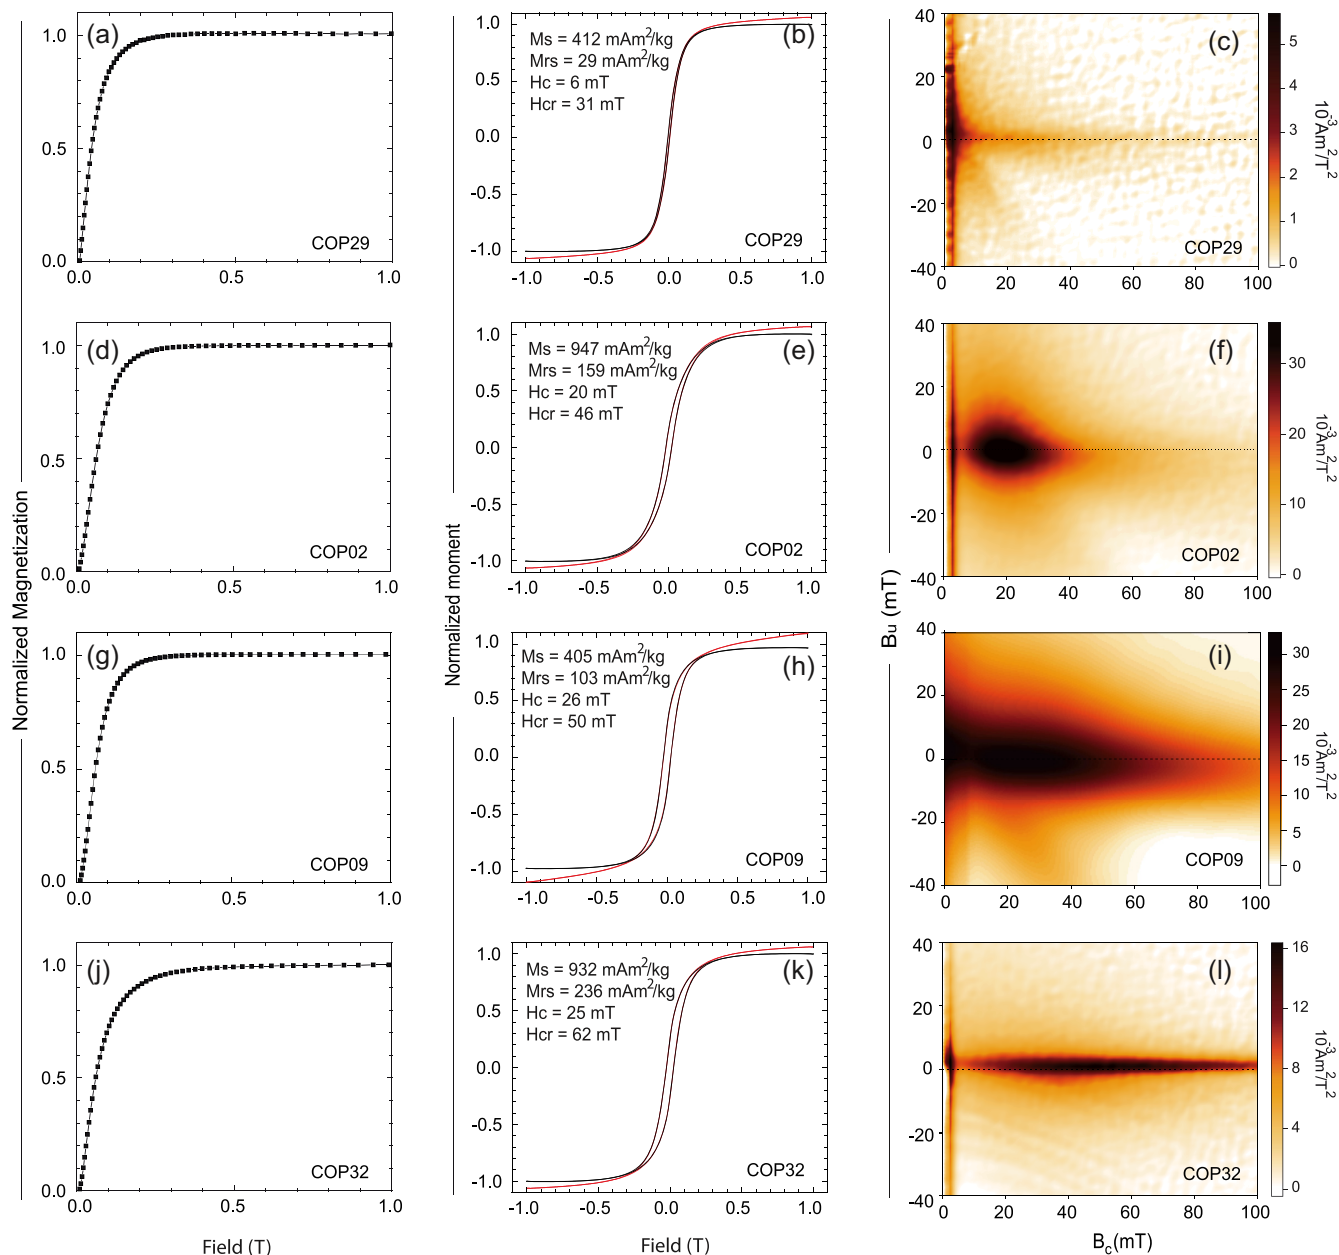 (a)
1.0
0.5
0.0
0.0
0.5
1.0
COP29
(b)
Ms = 412 mAm²/kg
Mrs = 29 mAm²/kg
Hc = 6 mT
Hcr = 31 mT
1.0
0.5
0.0
-0.5
-1.0
-1.0
-0.5
0.0
0.5
1.0
COP29
(c)
40
20
0
-20
-40
20
40
60
80
100
COP29
5
4
3
2
1
0
10⁻³Am²/T²
(d)
1.0
0.5
0.0
0.0
0.5
1.0
COP02
(e)
Ms = 947 mAm²/kg
Mrs = 159 mAm²/kg
Hc = 20 mT
Hcr = 46 mT
1.0
0.5
0.0
-0.5
-1.0
-1.0
-0.5
0.0
0.5
1.0
COP02
(f)
40
20
0
-20
-40
0
20
40
60
80
100
COP02
30
20
10
0
10⁻³Am²/T²
(g)
1.0
0.5
0.0
0.0
0.5
1.0
COP09
(h)
Ms = 405 mAm²/kg
Mrs = 103 mAm²/kg
Hc = 26 mT
Hcr = 50 mT
1.0
0.5
0.0
-0.5
-1.0
-1.0
-0.5
0.0
0.5
1.0
COP09
(i)
40
20
0
-20
-40
0
20
40
60
80
100
COP09
30
25
20
15
10
5
0
10⁻³Am²/T²
(j)
1.0
0.5
0.0
0.0
0.5
1.0
COP32
(k)
Ms = 932 mAm²/kg
Mrs = 236 mAm²/kg
Hc = 25 mT
Hcr = 62 mT
1.0
0.5
0.0
-0.5
-1.0
-1.0
-0.5
0.0
0.5
1.0
COP32
(l)
40
20
0
-20
-40
0
20
40
60
80
100
COP32
16
12
8
4
0
10⁻³Am²/T²
Normalized Magnetization
Normalized moment
Bu (mT)
Field (T)
Field (T)
Bc(mT)